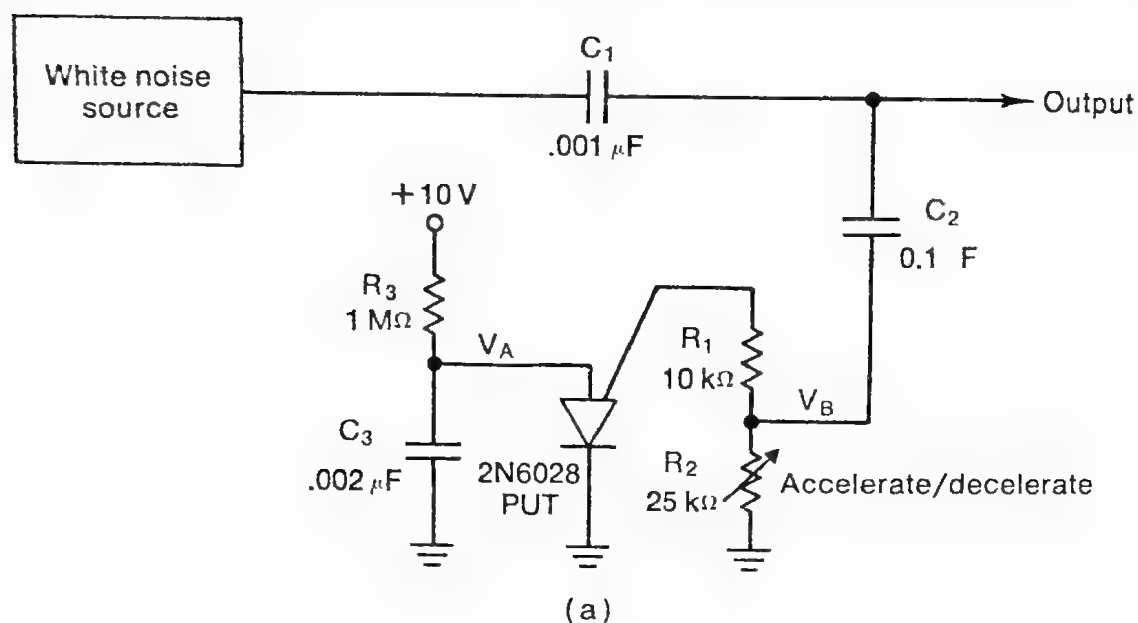 White noise
source
C1
.001 μF
Output
C2
0.1 F
+10 V
R3
1 MΩ
VA
R1
10 kΩ
VB
C3
.002 μF
2N6028
PUT
R2
25 kΩ
Accelerate/decelerate
(a)